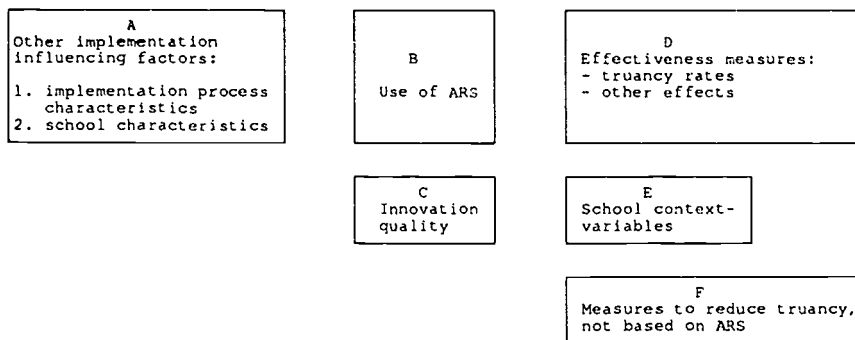 A
Other implementation
influencing factors:
1. implementation process
characteristics
2. school characteristics
B
Use of ARS
D
Effectiveness measures:
- truancy rates
- other effects
C
Innovation
quality
E
School context-
variables
F
Measures to reduce truancy,
not based on ARS